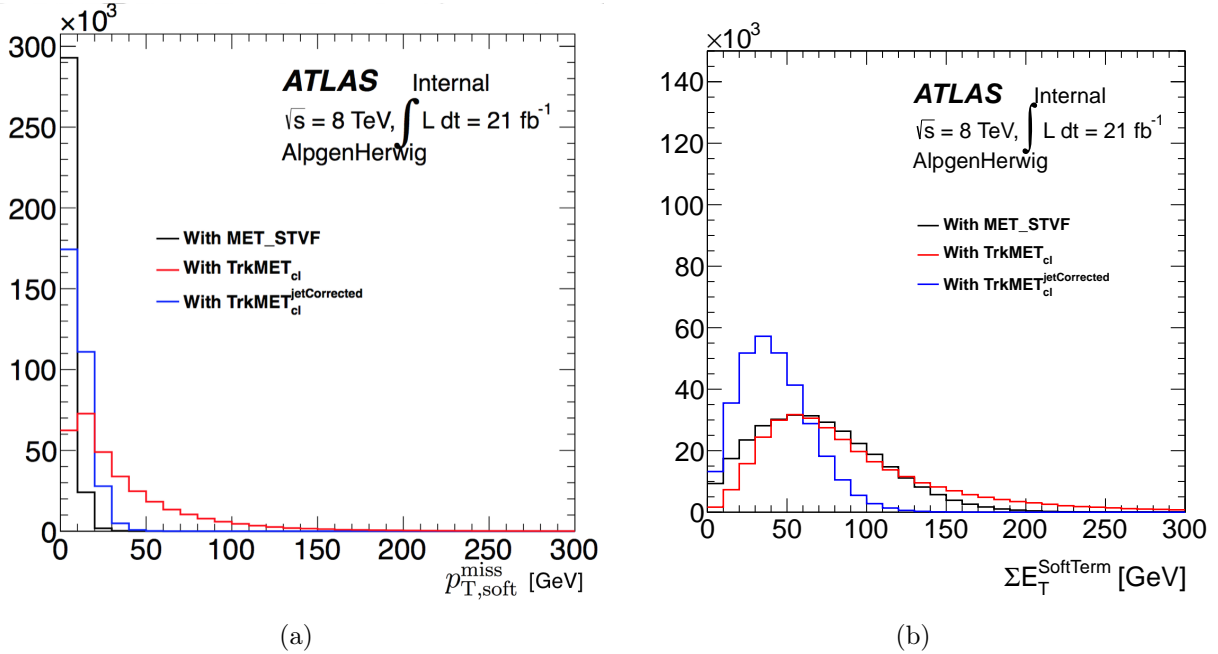 ×10³
300
250
200
150
100
50
0
0 50 100 150 200 250 300
ATLAS Internal
√s = 8 TeV, ∫ L dt = 21 fb⁻¹
AlpgenHerwig
With MET_STVF
With TrkMET_cl
With TrkMET_cl^jetCorrected
p_T,soft^miss [GeV]
(a)
×10³
140
120
100
80
60
40
20
0
0 50 100 150 200 250 300
ATLAS Internal
√s = 8 TeV, ∫ L dt = 21 fb⁻¹
AlpgenHerwig
With MET_STVF
With TrkMET_cl
With TrkMET_cl^jetCorrected
ΣE_T^SoftTerm [GeV]
(b)